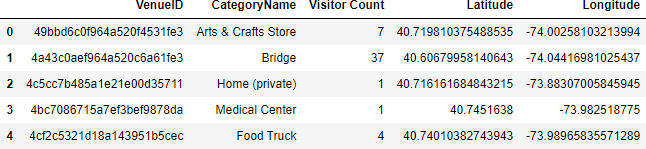 VenueID CategoryName Visitor Count Latitude Longitude
0 49bbd6c0f964a520f4531fe3 Arts & Crafts Store 7 40.719810375488535 -74.00258103213994
1 4a43c0aef964a520c6a61fe3 Bridge 37 40.60679958140643 -74.04416981025437
2 4c5cc7b485a1e21e00d35711 Home (private) 1 40.716161684843215 -73.88307005845945
3 4bc7086715a7ef3bef9878da Medical Center 1 40.7451638 -73.982518775
4 4cf2c5321d18a143951b5cec Food Truck 4 40.74010382743943 -73.98965835571289